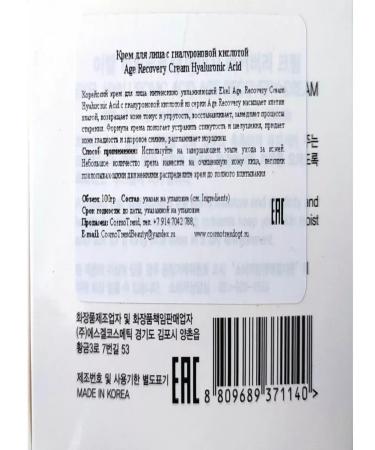 Крем для лица с гиалуроновой кислотой
Age Recovery Cream Hyaluronic Acid
Корейский крем для лица интенсивно увлажняющий Ekel Age Recovery Cream
Hyaluronic Acid с гиалуроновой кислотой из серии Age Recovery насыщает клетки
влагой, возвращает коже тонус и упругость, восстанавливает, замедляет процессы
старения. Формула крема помогает устранить стянутость и шелушения, придает
коже гладкость и здоровое сияние, разглаживает морщины.
Способ применения: Используйте на завершающем этапе ухода за кожей.
Небольшое количество крема нанесите на очищенную кожу лица, легкими
похлопывающими движениями распределите крем до полного впитывания
Объем: 100гр. Состав: указан на упаковке (см. Ingredients)
Срок годности: до даты, указанной на упаковке
Продавец: CosmoTrend, тел. +7 914 7042 788,
E-mail: CosmoTrendBeauty@yandex.ru cosmotrendopt.ru
EAC
AM
주는
and
oist
화장품제조업자 및 화장품책임판매업자
(주)에스겔코스메틱 경기도 김포시 양촌읍
황금3로 7번길 53
제조번호 및 사용기한 별도표기
MADE IN KOREA
EAC
8 809689 371140 >